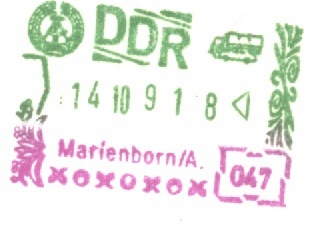 DDR
14 10 9 1 8
Marienborn/A.
047